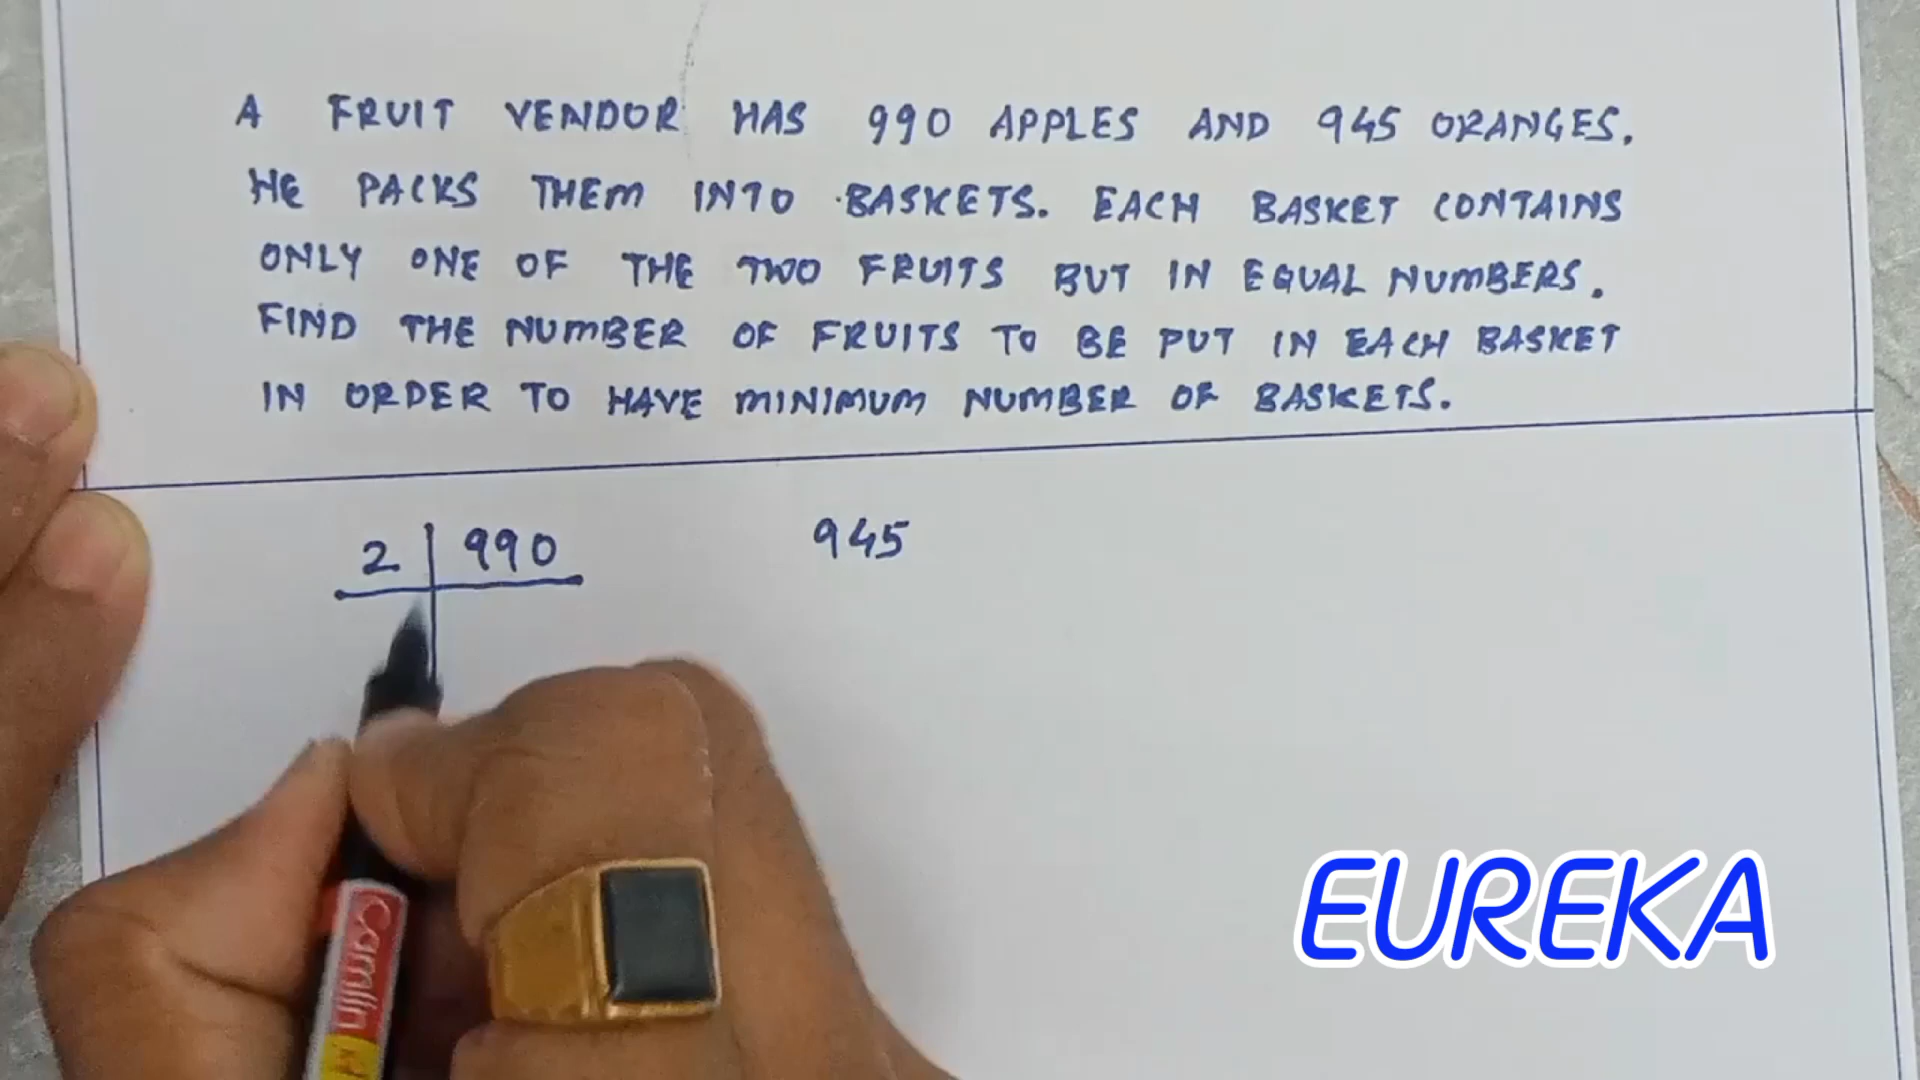 A FRUIT VENDOR HAS 990 APPLES AND 945 ORANGES.
HE PACKS THEM INTO BASKETS. EACH BASKET CONTAINS
ONLY ONE OF THE TWO FRUITS BUT IN EQUAL NUMBERS.
FIND THE NUMBER OF FRUITS TO BE PUT IN EACH BASKET
IN ORDER TO HAVE MINIMUM NUMBER OF BASKETS.
2 990 945
Camlin
EUREKA